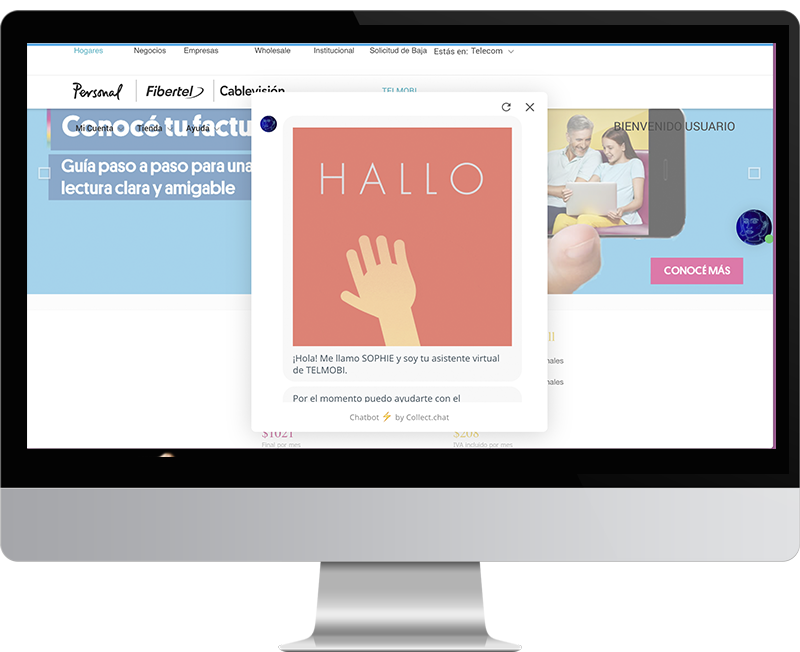 Hogares Negocios Empresas Wholesale Institucional Solicitud de Baja Estás en: Telecom
Personal Fibertel Cablevisión TELMOBI
Mi Cuenta Tienda Ayuda BIENVENIDO USUARIO
Conocé tu factu
Guía paso a paso para una
lectura clara y amigable
CONOCÉ MÁS
HALLO
¡Hola! Me llamo SOPHIE y soy tu asistente virtual
de TELMOBI.
Por el momento puedo ayudarte con el
Chatbot ⚡ by Collect.chat
$1021 $208
Final por mes IVA incluido por mes